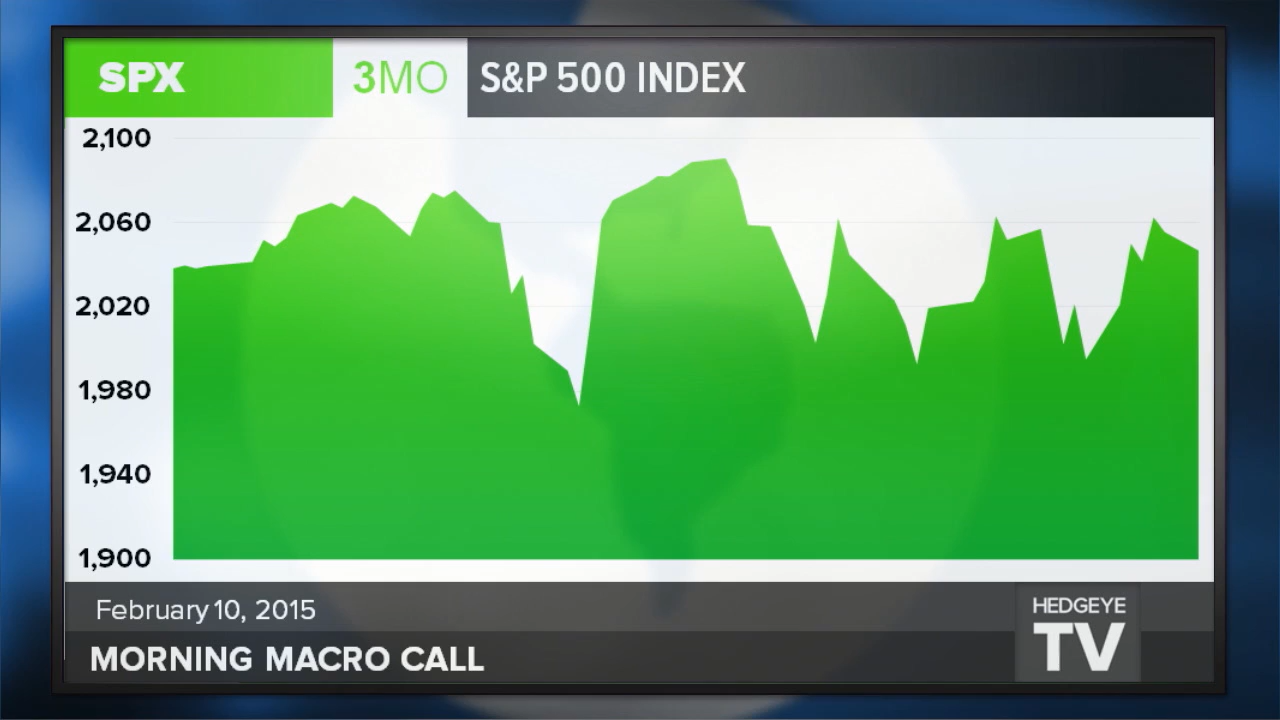 SPX 3MO S&P 500 INDEX
2,100
2,060
2,020
1,980
1,940
1,900
February 10, 2015
MORNING MACRO CALL
HEDGEYE
TV